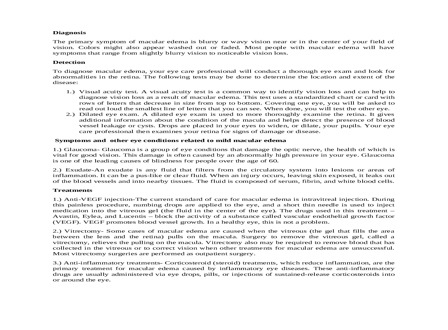 Diagnosis
The primary symptom of macular edema is blurry or wavy vision near or in the center of your field of
vision. Colors might also appear washed out or faded. Most people with macular edema will have
symptoms that range from slightly blurry vision to noticeable vision loss.
Detection
To diagnose macular edema, your eye care professional will conduct a thorough eye exam and look for
abnormalities in the retina. The following tests may be done to determine the location and extent of the
disease:
1.) Visual acuity test. A visual acuity test is a common way to identify vision loss and can help to
diagnose vision loss as a result of macular edema. This test uses a standardized chart or card with
rows of letters that decrease in size from top to bottom. Covering one eye, you will be asked to
read out loud the smallest line of letters that you can see. When done, you will test the other eye.
2.) Dilated eye exam. A dilated eye exam is used to more thoroughly examine the retina. It gives
additional information about the condition of the macula and helps detect the presence of blood
vessel leakage or cysts. Drops are placed in your eyes to widen, or dilate, your pupils. Your eye
care professional then examines your retina for signs of damage or disease.
Symptoms and other eye conditions related to mild macular edema
1.) Glaucoma- Glaucoma is a group of eye conditions that damage the optic nerve, the health of which is
vital for good vision. This damage is often caused by an abnormally high pressure in your eye. Glaucoma
is one of the leading causes of blindness for people over the age of 60.
2.) Exudate-An exudate is any fluid that filters from the circulatory system into lesions or areas of
inflammation. It can be a pus-like or clear fluid. When an injury occurs, leaving skin exposed, it leaks out
of the blood vessels and into nearby tissues. The fluid is composed of serum, fibrin, and white blood cells.
Treatments
1.) Anti-VEGF injection-The current standard of care for macular edema is intravitreal injection. During
this painless procedure, numbing drops are applied to the eye, and a short thin needle is used to inject
medication into the vitreous gel (the fluid in the center of the eye). The drugs used in this treatment –
Avastin, Eylea, and Lucentis – block the activity of a substance called vascular endothelial growth factor
(VEGF). VEGF promotes blood vessel growth. In a healthy eye, this is not a problem.
2.) Vitrectomy- Some cases of macular edema are caused when the vitreous (the gel that fills the area
between the lens and the retina) pulls on the macula. Surgery to remove the vitreous gel, called a
vitrectomy, relieves the pulling on the macula. Vitrectomy also may be required to remove blood that has
collected in the vitreous or to correct vision when other treatments for macular edema are unsuccessful.
Most vitrectomy surgeries are performed as outpatient surgery.
3.) Anti-inflammatory treatments- Corticosteroid (steroid) treatments, which reduce inflammation, are the
primary treatment for macular edema caused by inflammatory eye diseases. These anti-inflammatory
drugs are usually administered via eye drops, pills, or injections of sustained-release corticosteroids into
or around the eye.